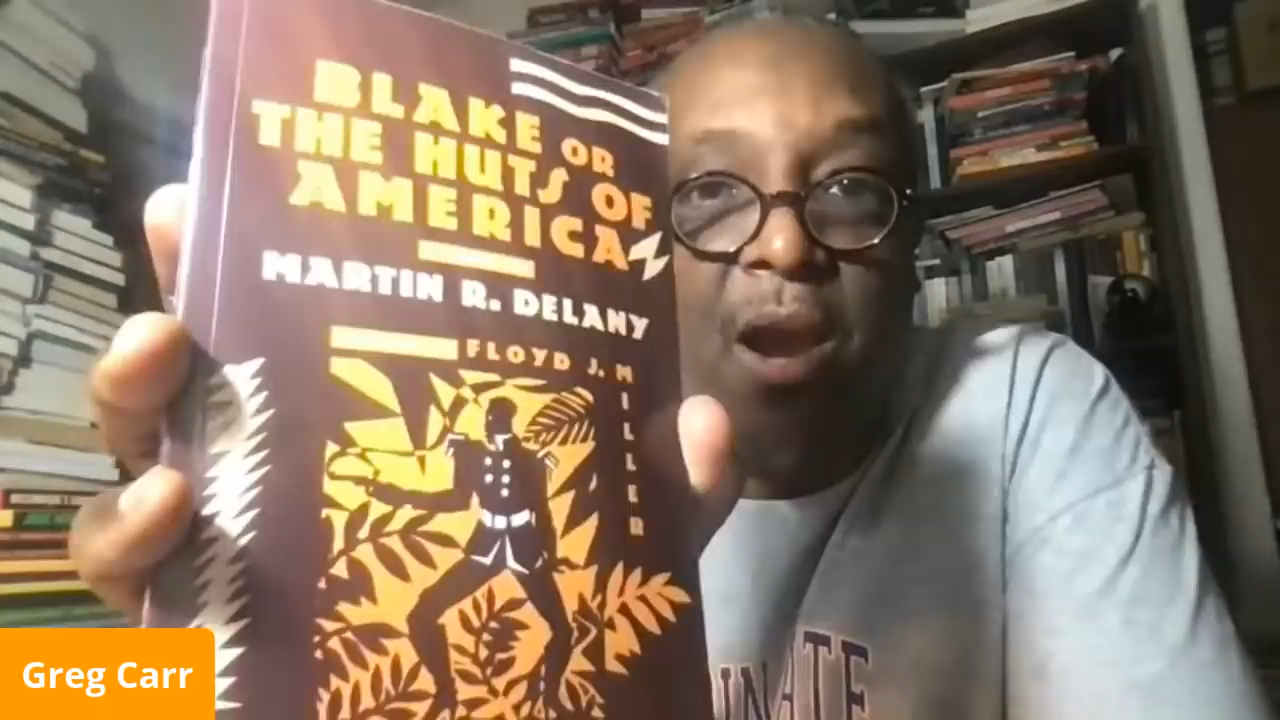 BLAKE OR
THE HUTS OF
AMERICA
MARTIN R. DELANY
FLOYD J. MILLER
Greg Carr